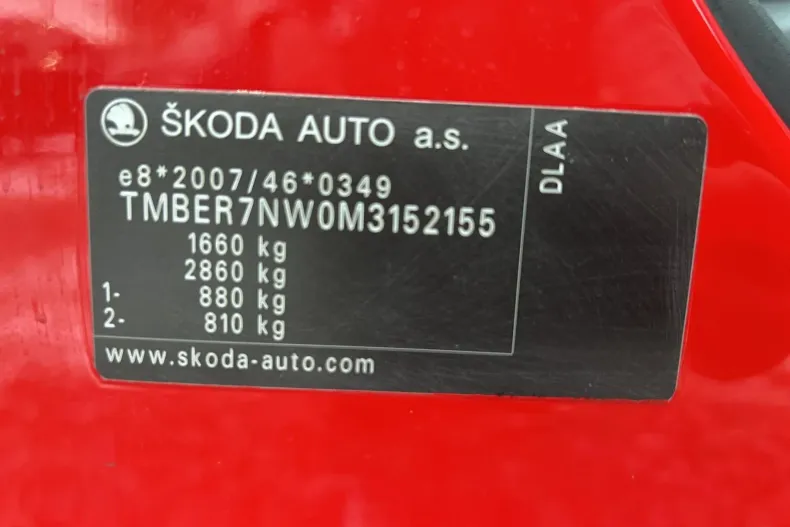 ŠKODA AUTO a.s.
e8*2007/46*0349
TMBER7NW0M3152155
1660 kg
2860 kg
1- 880 kg
2- 810 kg
www.skoda-auto.com
DLAA